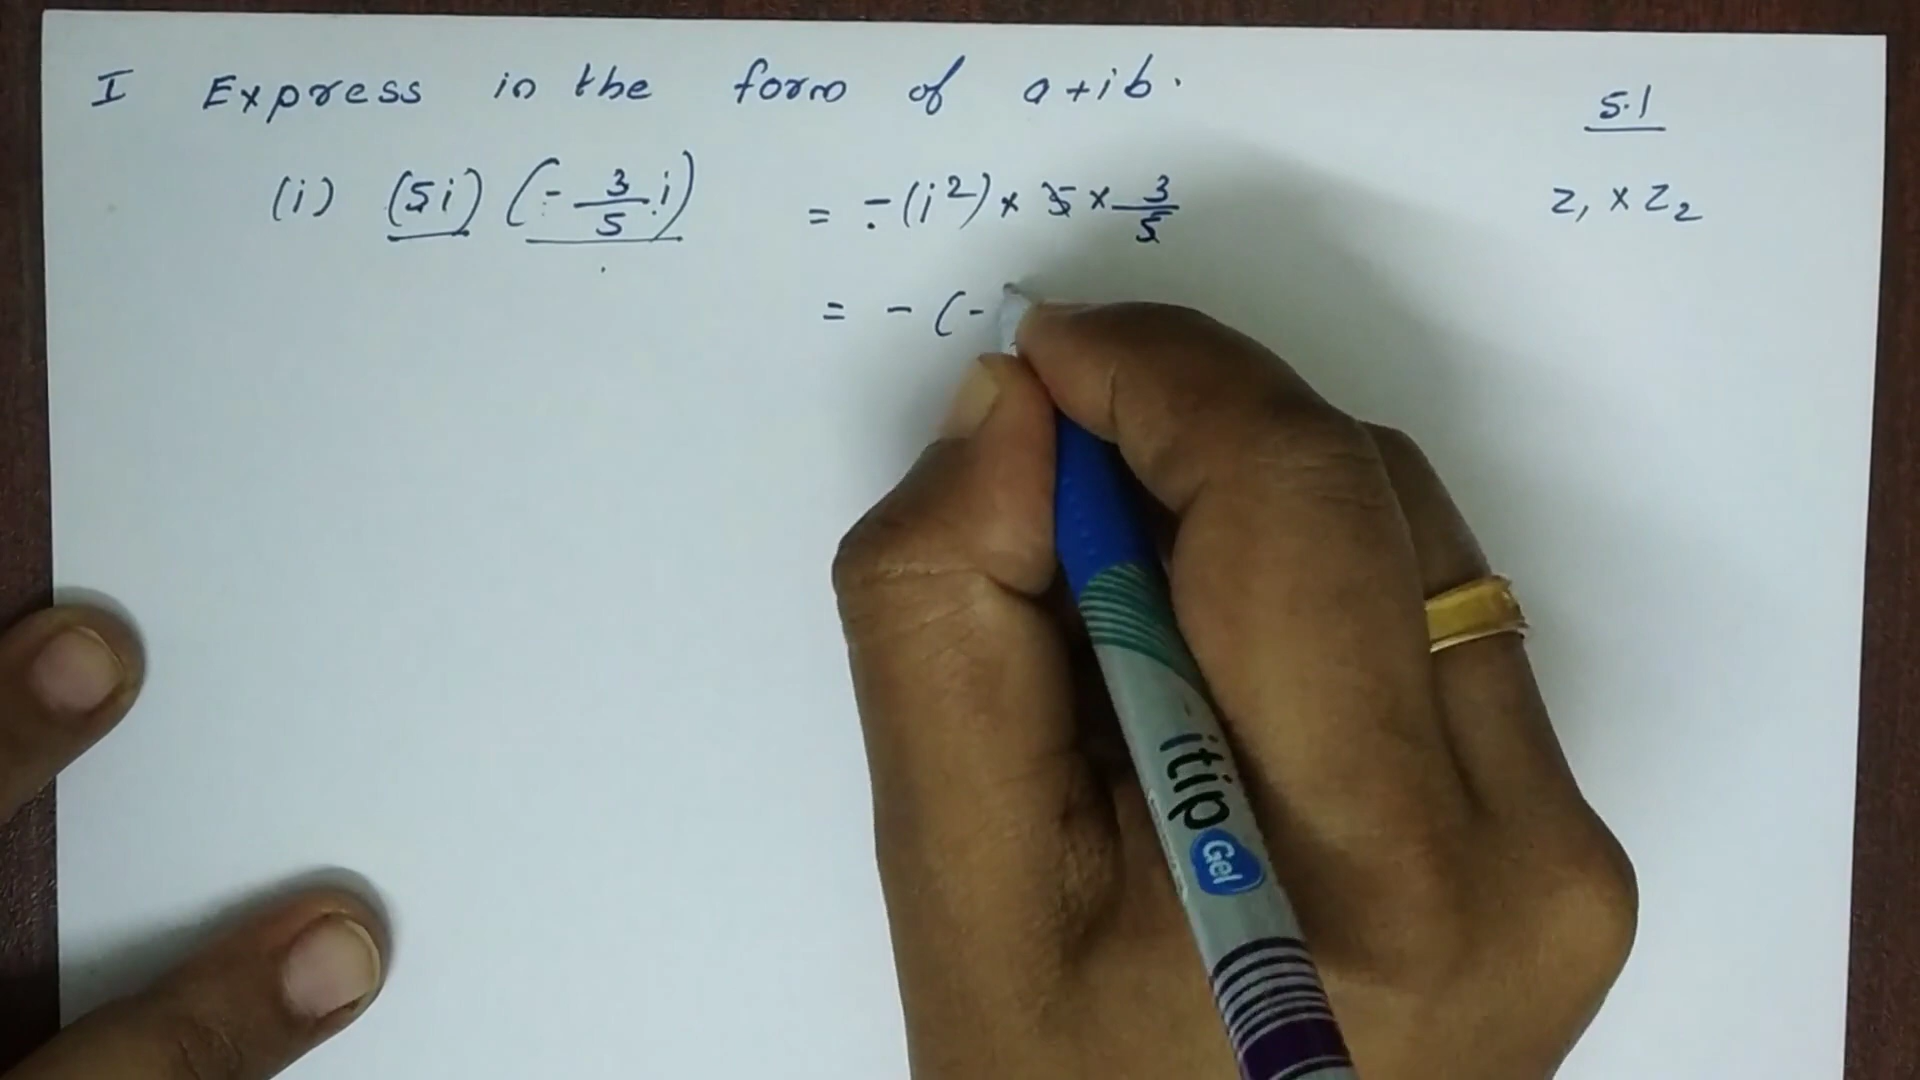 I Express in the form of a+ib.
5.1
(i) (5i) (- 3/5 i) = -(i²) × 5 × 3/5
z₁ × z₂
= - (-
itip
Gel